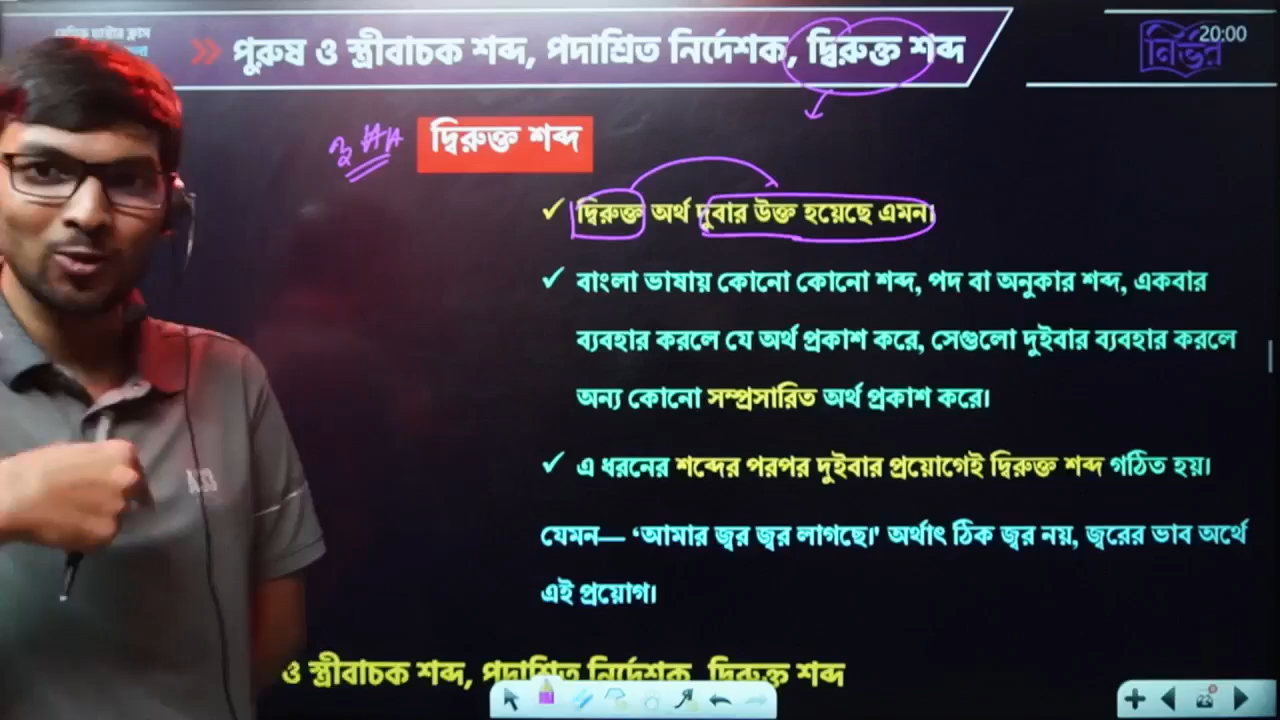 পুরুষ ও স্ত্রীবাচক শব্দ, পদাশ্রিত নির্দেশক, দ্বিরুক্ত শব্দ
নির্ভর
20:00
দ্বিরুক্ত শব্দ
✓ দ্বিরুক্ত অর্থ দুবার উক্ত হয়েছে এমন।
✓ বাংলা ভাষায় কোনো কোনো শব্দ, পদ বা অনুকার শব্দ, একবার
ব্যবহার করলে যে অর্থ প্রকাশ করে, সেগুলো দুইবার ব্যবহার করলে
অন্য কোনো সম্প্রসারিত অর্থ প্রকাশ করে।
✓ এ ধরনের শব্দের পরপর দুইবার প্রয়োগেই দ্বিরুক্ত শব্দ গঠিত হয়।
যেমন— ‘আমার জ্বর জ্বর লাগছে।' অর্থাৎ ঠিক জ্বর নয়, জ্বরের ভাব অর্থে
এই প্রয়োগ।
ও স্ত্রীবাচক শব্দ, পদাশ্রিত নির্দেশক, দ্বিরুক্ত শব্দ